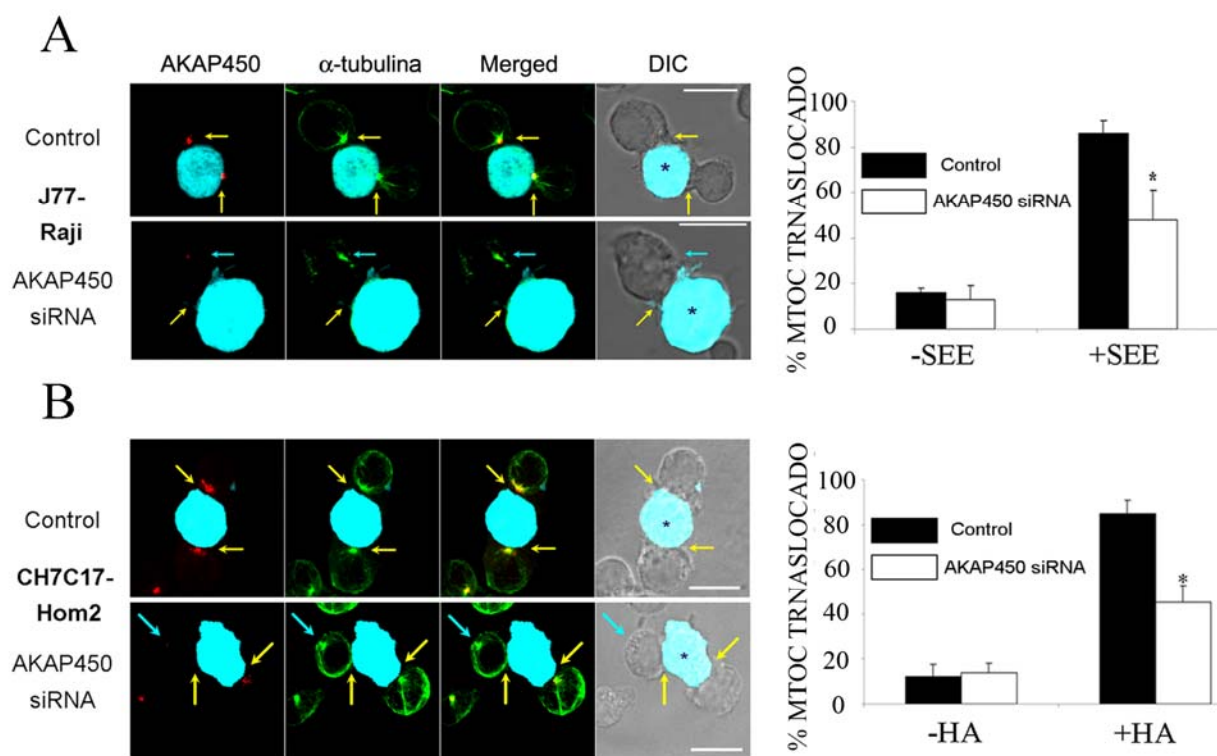 A
AKAP450 α-tubulina Merged DIC
Control
J77-
Raji
AKAP450
siRNA
*
*
% MTOC TRNASLOCADO
100
80
60
40
20
0
Control
AKAP450 siRNA
*
-SEE +SEE
B
Control
CH7C17-
Hom2
AKAP450
siRNA
*
*
% MTOC TRNASLOCADO
100
80
60
40
20
0
Control
AKAP450 siRNA
*
-HA +HA